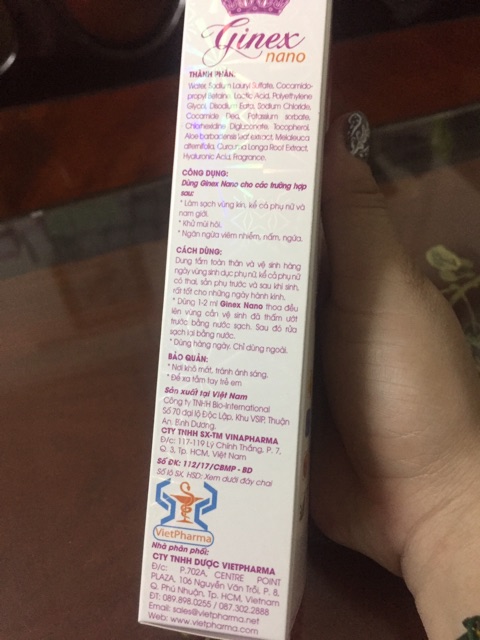 Ginex
nano
THÀNH PHẦN:
Water, Sodium Lauryl Sulfate, Cocamido-
propyl Betaine, Lactic Acid, Polyethylene
Glycol, Disodium Edta, Sodium Chloride,
Cocamide Dea, Potassium sorbate,
Chlorhexidine Digluconate, Tocopherol,
Aloe barbadensis leaf extract, Melaleuca
alternifolia, Curcuma Longa Root Extract,
Hyaluronic Acid, Fragrance.
CÔNG DỤNG:
Dùng Ginex Nano cho các trường hợp
sau:
* Làm sạch vùng kín, kể cả phụ nữ và
nam giới.
* Khử mùi hôi.
* Ngăn ngừa viêm nhiễm, nấm, ngứa.
CÁCH DÙNG:
Dung tắm toàn thân và vệ sinh hàng
ngày vùng sinh dục phụ nữ, kể cả phụ nữ
có thai, sản phụ trước và sau khi sinh,
rất tốt cho những ngày hành kinh.
* Dùng 1-2 ml Ginex Nano thoa đều
lên vùng cần vệ sinh đã thấm ướt
trước bằng nước sạch. Sau đó rửa
sạch lại bằng nước.
* Dùng hàng ngày. Chỉ dùng ngoài.
BẢO QUẢN:
* Nơi khô mát, tránh ánh sáng.
* Để xa tầm tay trẻ em
Sản xuất tại Việt Nam
Công ty TNHH Bio-International
Số 70 đại lộ Độc Lập, Khu VSIP, Thuận
An, Bình Dương.
CTY TNHH SX-TM VINAPHARMA
Đ/c: 117-119 Lý Chính Thắng, P. 7,
Q. 3, Tp. HCM, Việt Nam
Số ĐK: 112/17/CBMP - BD
Số lô SX, HSD: Xem dưới đáy chai
VietPharma
Nhà phân phối:
CTY TNHH DƯỢC VIETPHARMA
Đ/c: P.702A, CENTRE POINT
PLAZA, 106 Nguyễn Văn Trỗi, P. 8,
Q. Phú Nhuận, Tp. HCM, Vietnam
ĐT: 089.898.0255 / 087.302.2888
Email: sales@vietpharma.net
Web: www.vietpharma.com